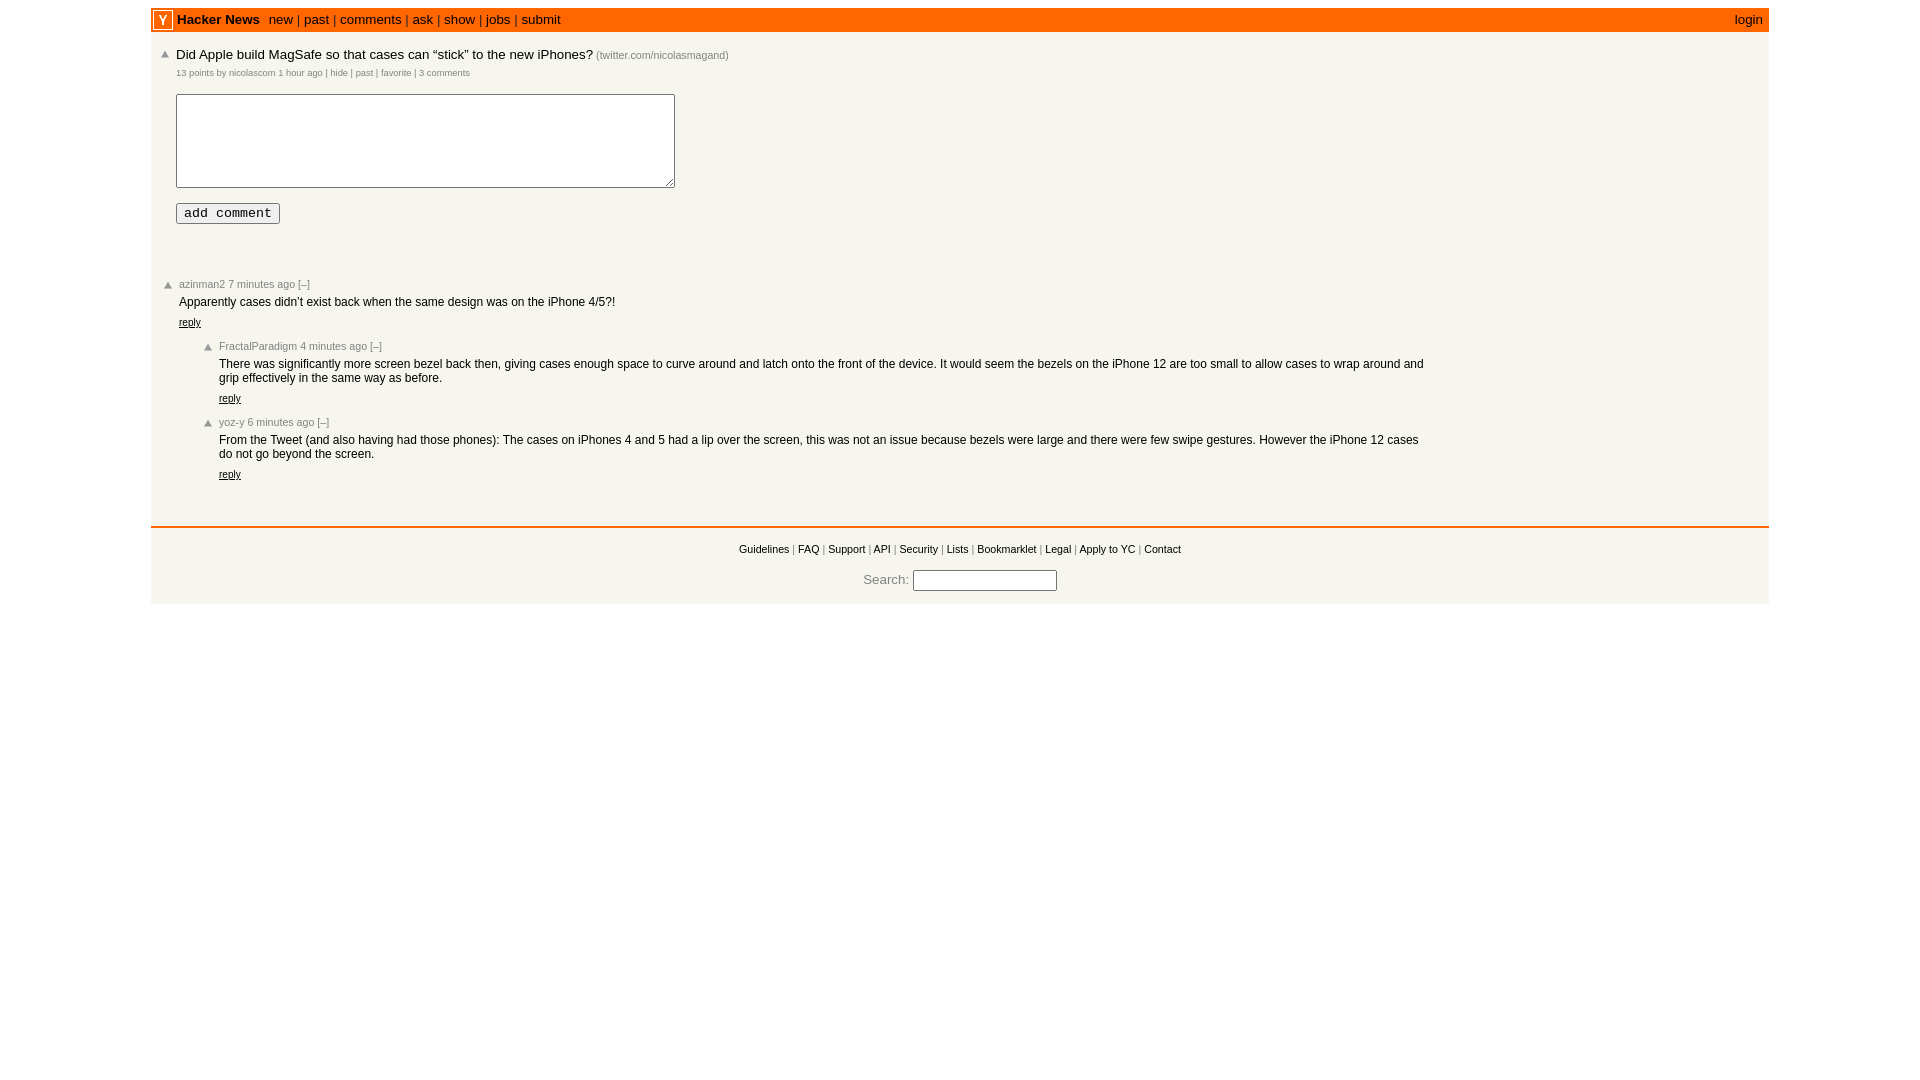 Y Hacker News new | past | comments | ask | show | jobs | submit login
Did Apple build MagSafe so that cases can “stick” to the new iPhones? (twitter.com/nicolasmagand)
13 points by nicolascom 1 hour ago | hide | past | favorite | 3 comments
add comment
azinman2 7 minutes ago [–]
Apparently cases didn’t exist back when the same design was on the iPhone 4/5?!
reply
FractalParadigm 4 minutes ago [–]
There was significantly more screen bezel back then, giving cases enough space to curve around and latch onto the front of the device. It would seem the bezels on the iPhone 12 are too small to allow cases to wrap around and
grip effectively in the same way as before.
reply
yoz-y 6 minutes ago [–]
From the Tweet (and also having had those phones): The cases on iPhones 4 and 5 had a lip over the screen, this was not an issue because bezels were large and there were few swipe gestures. However the iPhone 12 cases
do not go beyond the screen.
reply
Guidelines | FAQ | Support | API | Security | Lists | Bookmarklet | Legal | Apply to YC | Contact
Search: